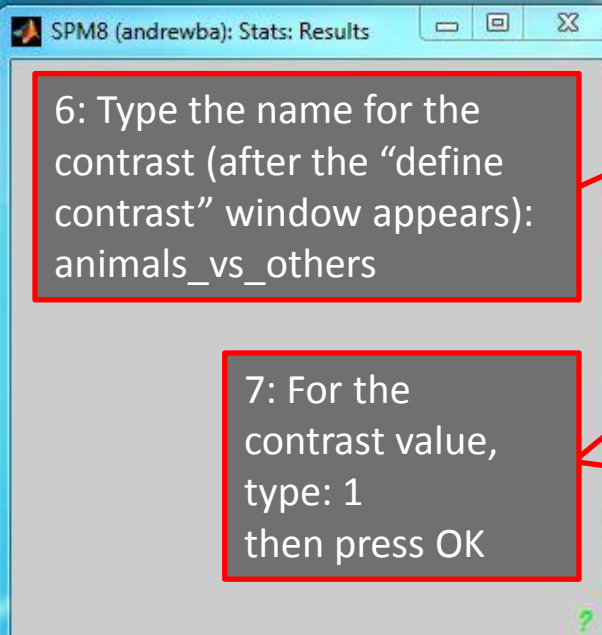 SPM8 (andrewba): Stats: Results
6: Type the name for the
contrast (after the “define
contrast” window appears):
animals_vs_others
7: For the
contrast value,
type: 1
then press OK
?